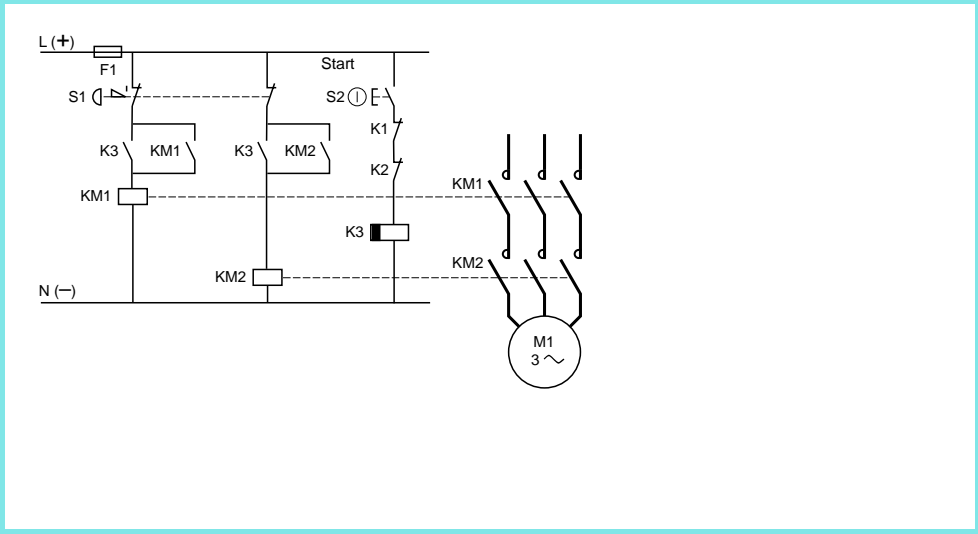 L (+)
F1
Start
S1
S2
K1
K3 KM1 K3 KM2
K2
KM1
KM1
K3
KM2
KM2
N (–)
M1
3 ~